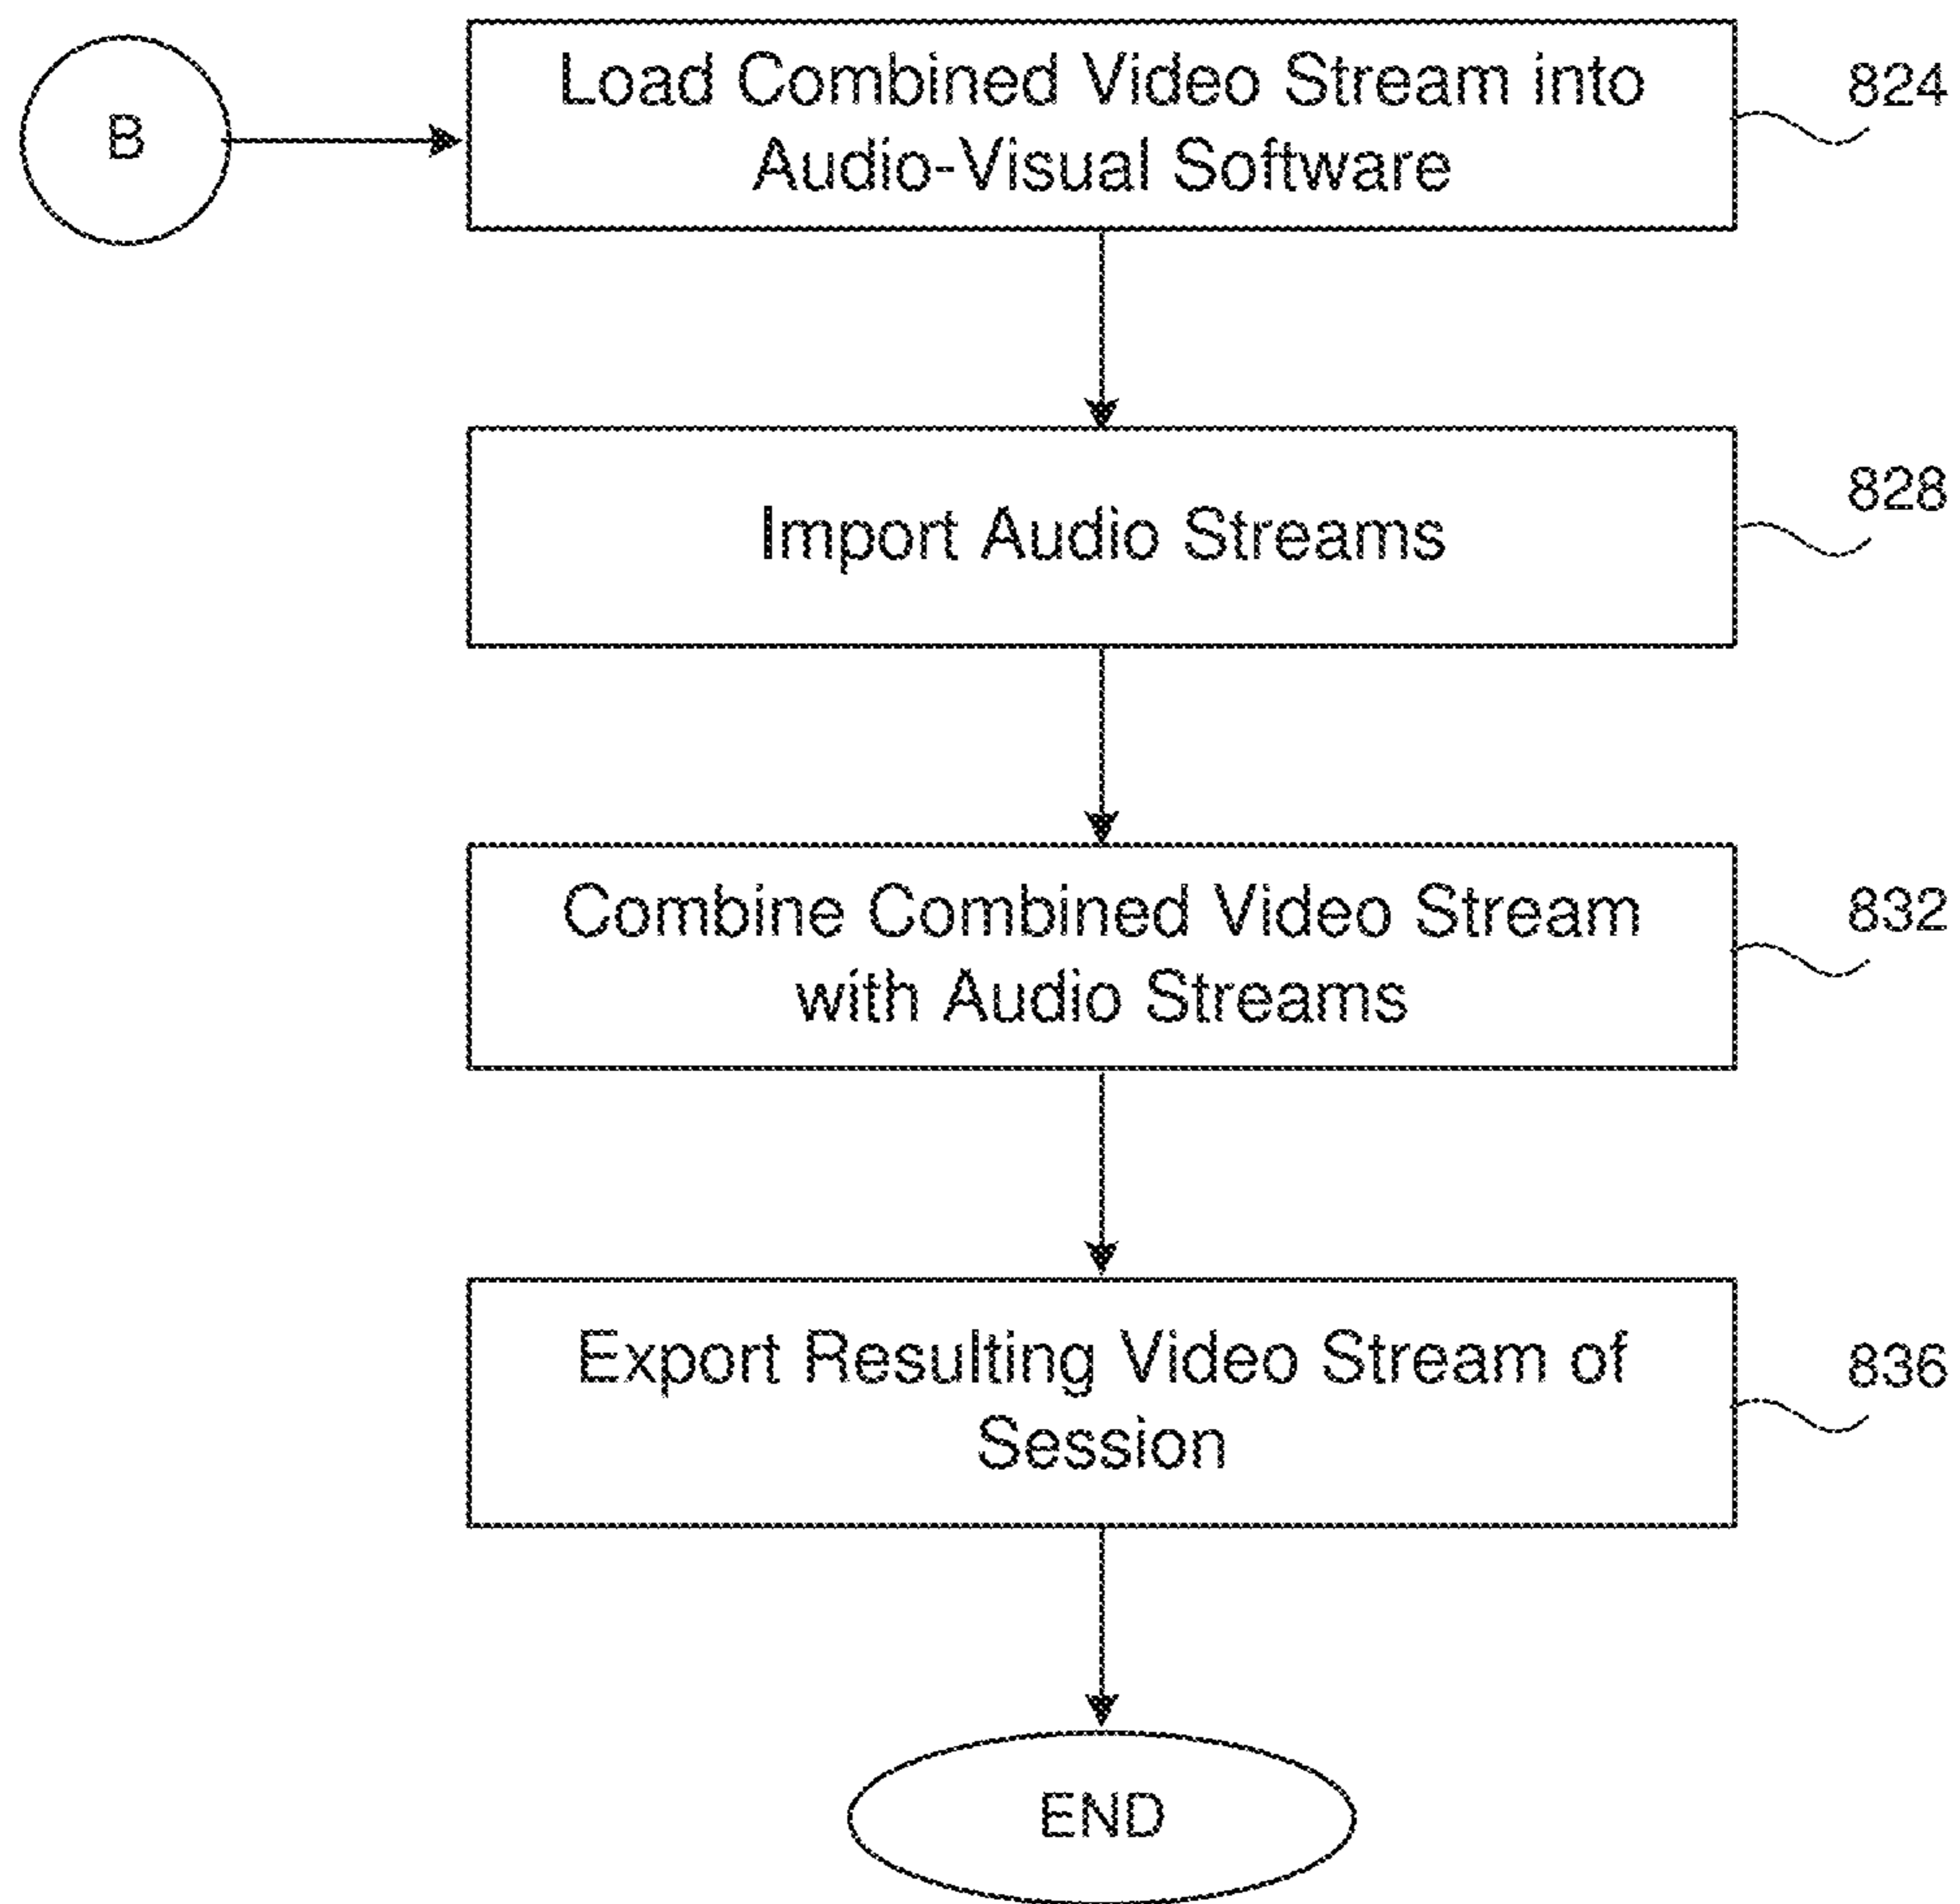 B
Load Combined Video Stream into
Audio-Visual Software
824
Import Audio Streams
828
Combine Combined Video Stream
with Audio Streams
832
Export Resulting Video Stream of
Session
836
END